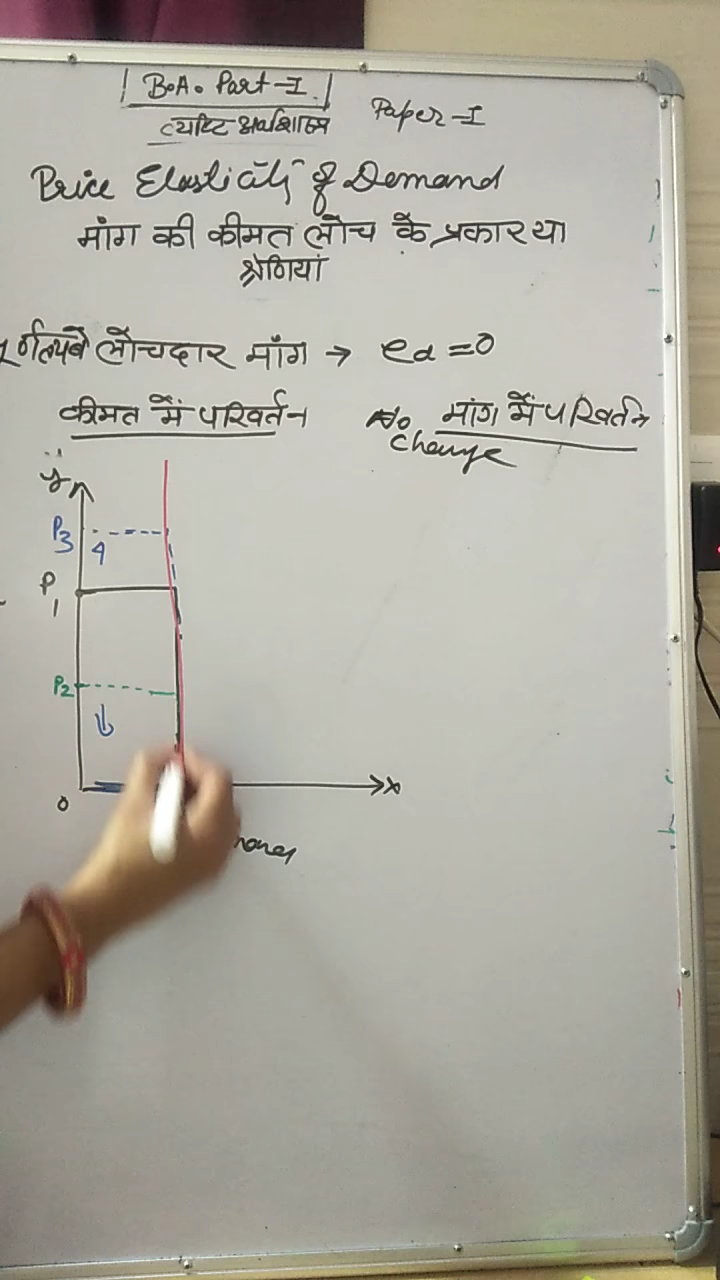 B.A. Part-I
व्यष्टि अर्थशास्त्र Paper-I
Price Elasticity of Demand
मांग की कीमत लोच के प्रकार या
श्रेणियां
लोचदार मांग → ed = 0
कीमत में परिवर्तन No मांग में परिवर्तन
Change
y
P3 4
P1
P2
0 x